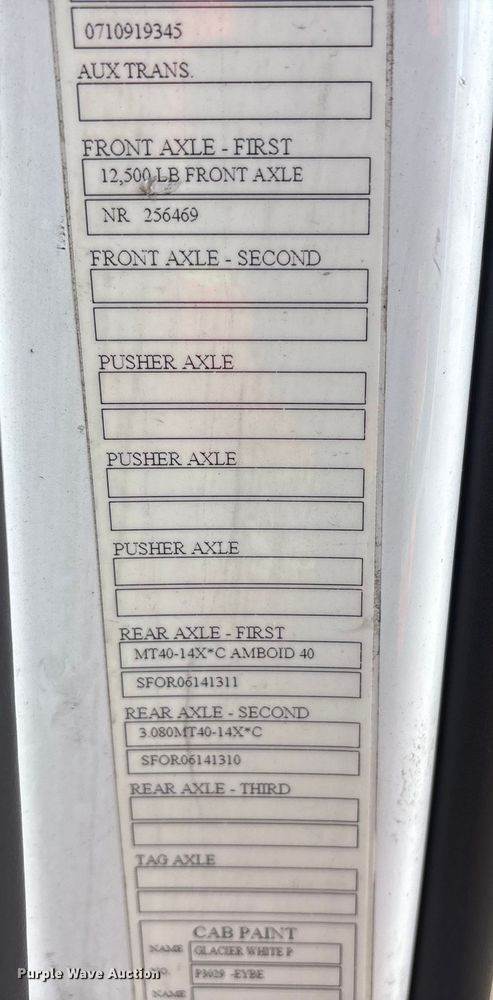 0710919345
AUX TRANS.
FRONT AXLE - FIRST
12,500 LB FRONT AXLE
NR 256469
FRONT AXLE - SECOND
PUSHER AXLE
PUSHER AXLE
PUSHER AXLE
REAR AXLE - FIRST
MT40-14X*C AMBOID 40
SFOR06141311
REAR AXLE - SECOND
3.080MT40-14X*C
SFOR06141310
REAR AXLE - THIRD
TAG AXLE
CAB PAINT
NAME GLACIER WHITE P
P3029 -EYBE
NAME
Purple Wave Auction